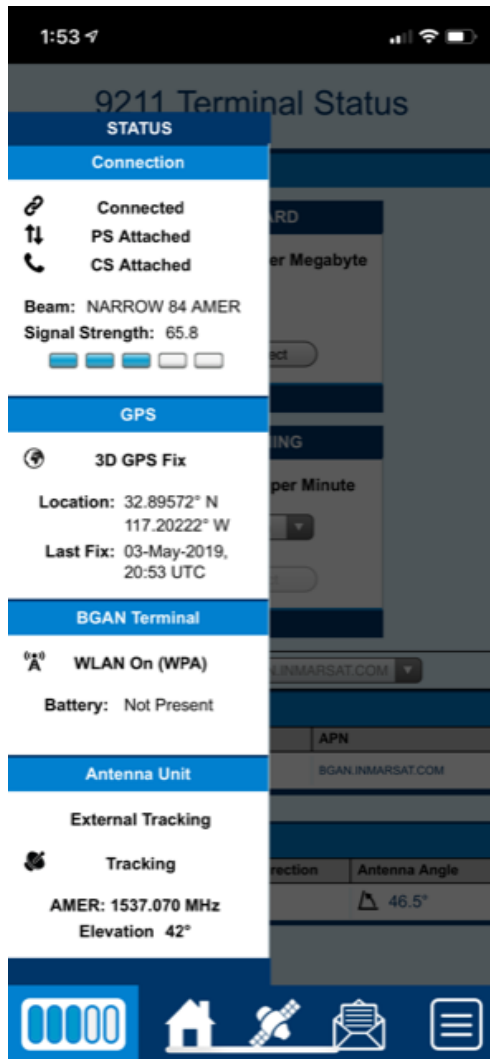 1:53
9211 Terminal Status
STATUS
Connection
Connected
PS Attached
CS Attached
Beam: NARROW 84 AMER
Signal Strength: 65.8
GPS
3D GPS Fix
Location: 32.89572° N
117.20222° W
Last Fix: 03-May-2019,
20:53 UTC
BGAN Terminal
WLAN On (WPA)
Battery: Not Present
Antenna Unit
External Tracking
Tracking
AMER: 1537.070 MHz
Elevation 42°
RD
er Megabyte
ect
ING
per Minute
.INMARSAT.COM
APN
BGAN.INMARSAT.COM
rection Antenna Angle
46.5°